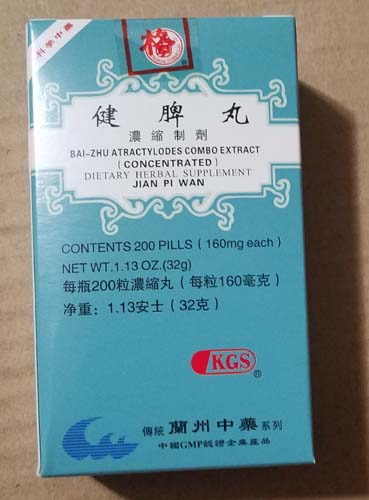 科學中藥
健脾丸
濃缩制劑
BAI-ZHU ATRACTYLODES COMBO EXTRACT
(CONCENTRATED)
DIETARY HERBAL SUPPLEMENT
JIAN PI WAN
CONTENTS 200 PILLS (160mg each)
NET WT.1.13 OZ.(32g)
每瓶200粒濃缩丸(每粒160毫克)
净重:1.13安士(32克)
KGS®
傳統 蘭州中藥系列
中國GMP認證企業產品